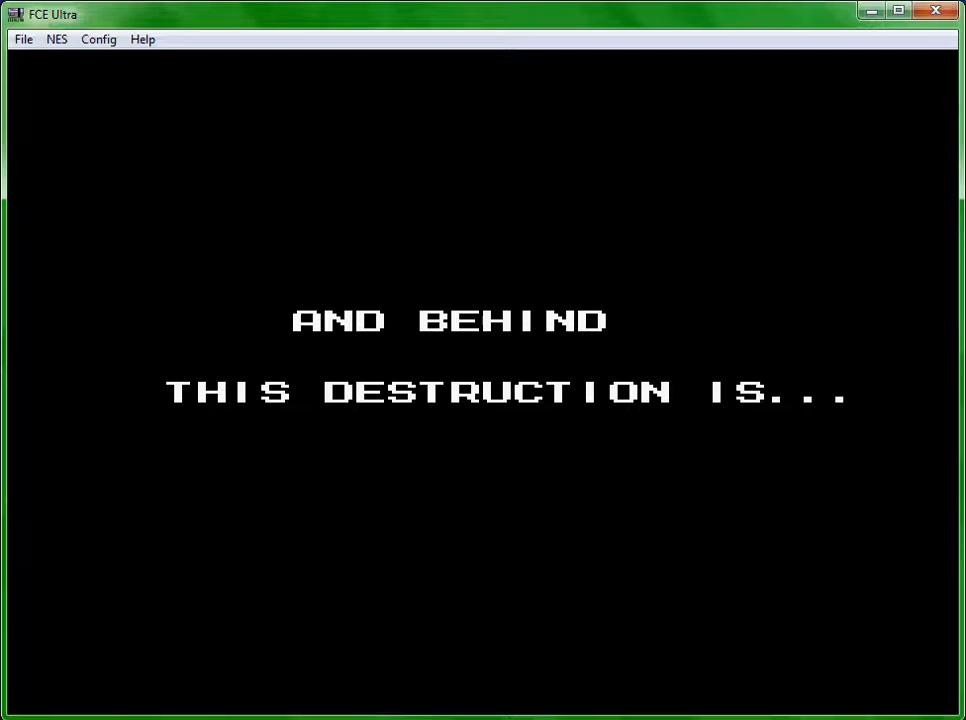 FCE Ultra
File NES Config Help
AND BEHIND
THIS DESTRUCTION IS...